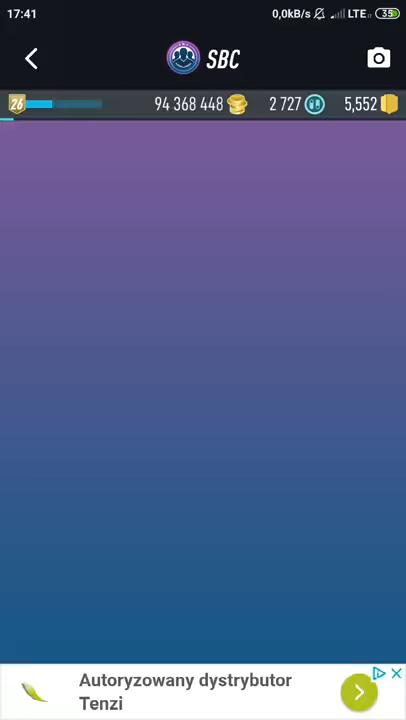 17:41 0,0kB/s LTE 35
SBC
26 94 368 448 2 727 5,552
Autoryzowany dystrybutor
Tenzi